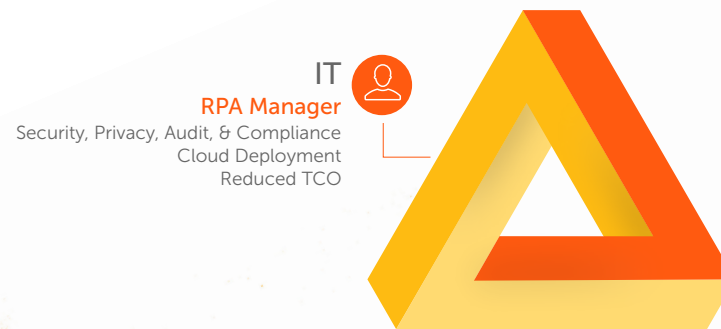 IT
RPA Manager
Security, Privacy, Audit, & Compliance
Cloud Deployment
Reduced TCO